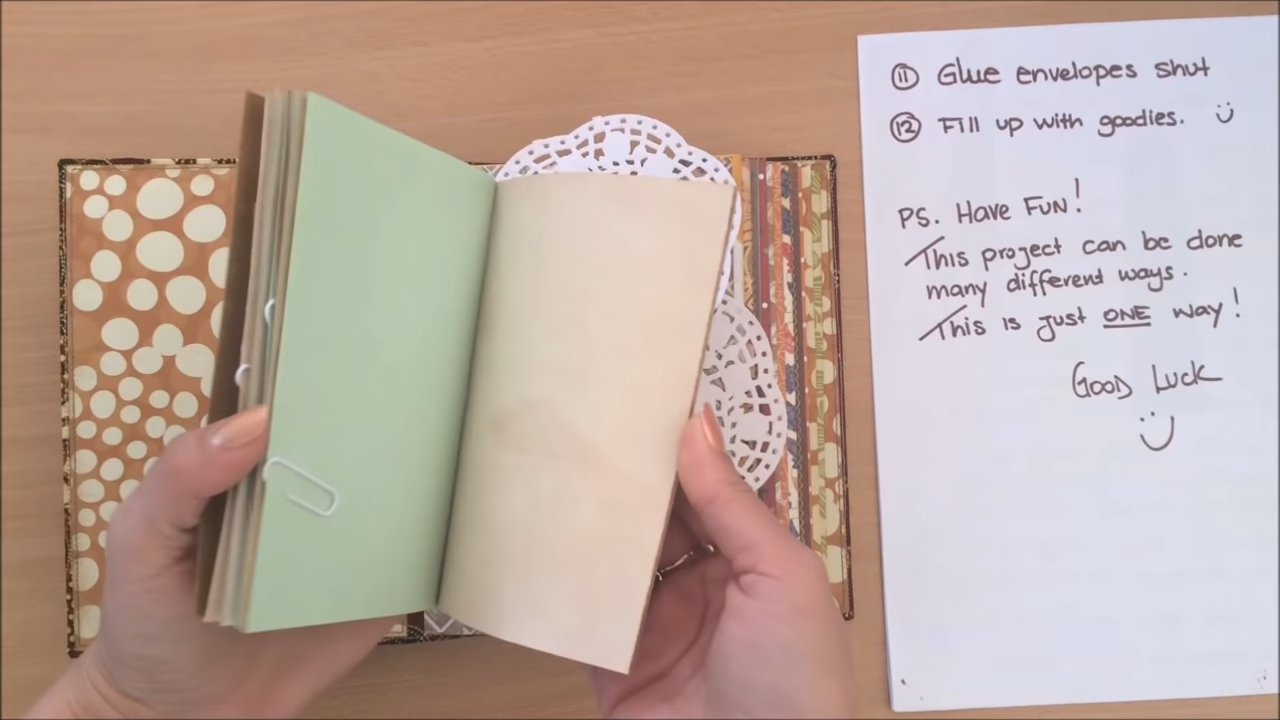 11 Glue envelopes shut
12 Fill up with goodies. :)
PS. Have Fun!
This project can be done
many different ways.
This is just ONE way!
Good Luck
:)